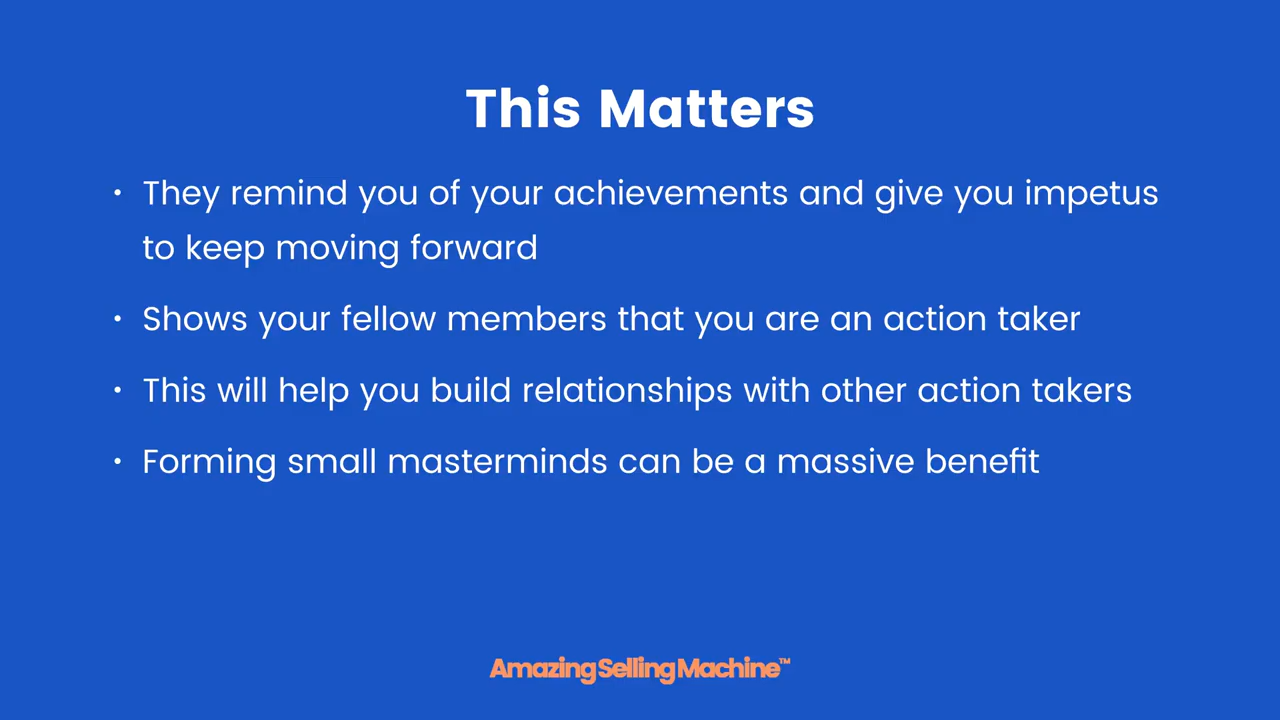 This Matters
• They remind you of your achievements and give you impetus
to keep moving forward
• Shows your fellow members that you are an action taker
• This will help you build relationships with other action takers
• Forming small masterminds can be a massive benefit
AmazingSellingMachine™